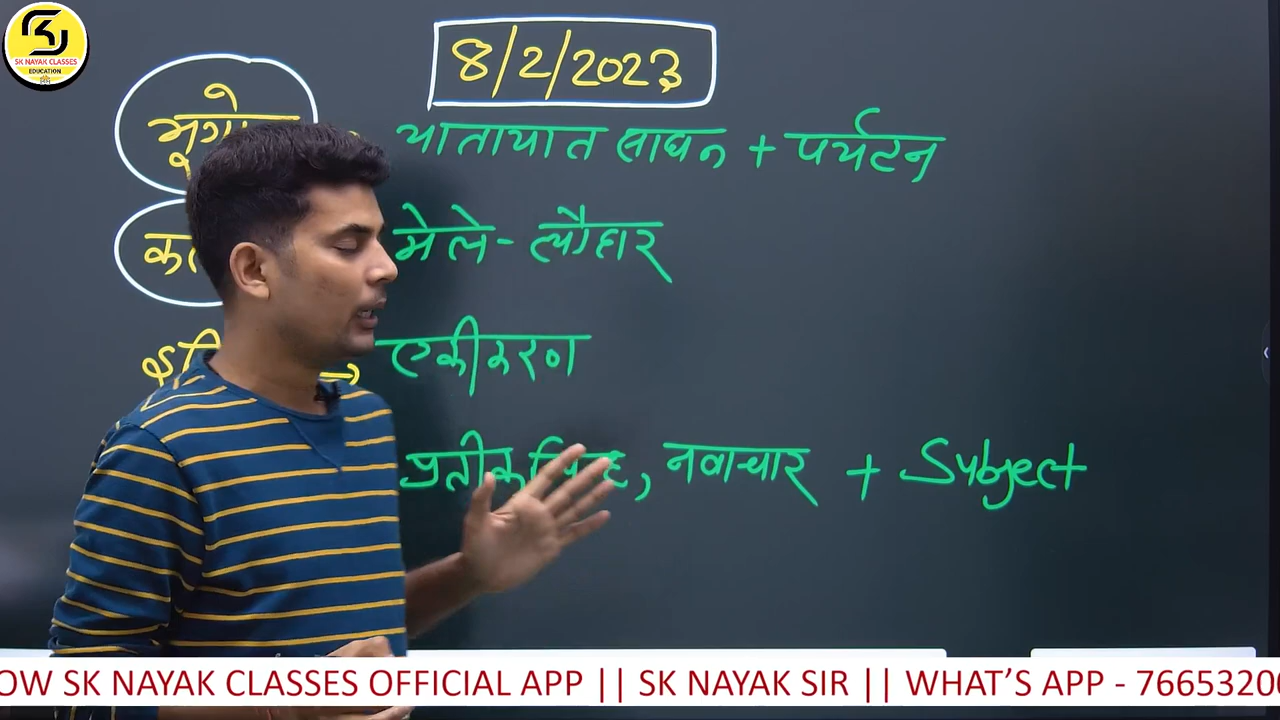 SK NAYAK CLASSES
EDUCATION
8/2/2023
यातायात साधन + पर्यटन
मेले - त्यौहार
→ एकीकरण
नवाचार + Subject
OW SK NAYAK CLASSES OFFICIAL APP || SK NAYAK SIR || WHAT'S APP - 76653200